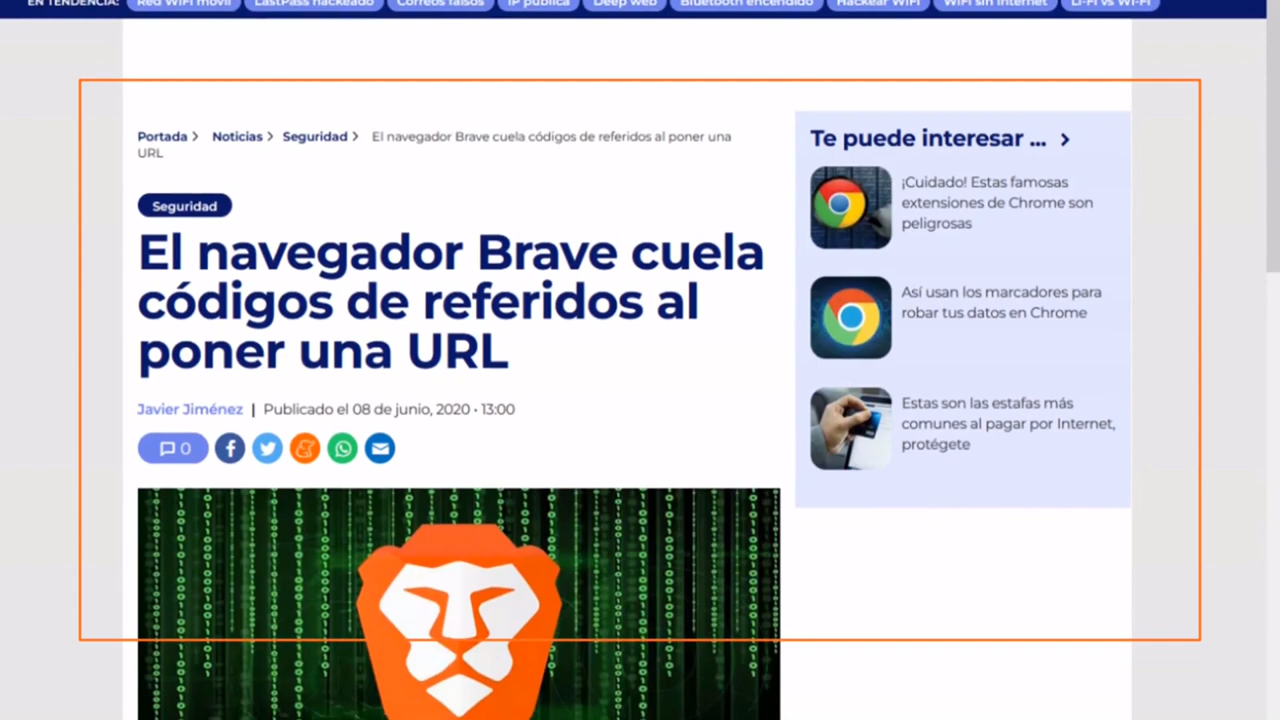 EN TENDENCIA: Red WiFi móvil LastPass hackeado Correos falsos IP pública Deep web Bluetooth encendido Hackear WiFi WiFi sin Internet Li-Fi vs Wi-Fi
Portada > Noticias > Seguridad > El navegador Brave cuela códigos de referidos al poner una
URL
Seguridad
El navegador Brave cuela
códigos de referidos al
poner una URL
Javier Jiménez | Publicado el 08 de junio, 2020 • 13:00
0
Te puede interesar ... >
¡Cuidado! Estas famosas
extensiones de Chrome son
peligrosas
Así usan los marcadores para
robar tus datos en Chrome
Estas son las estafas más
comunes al pagar por Internet,
protégete